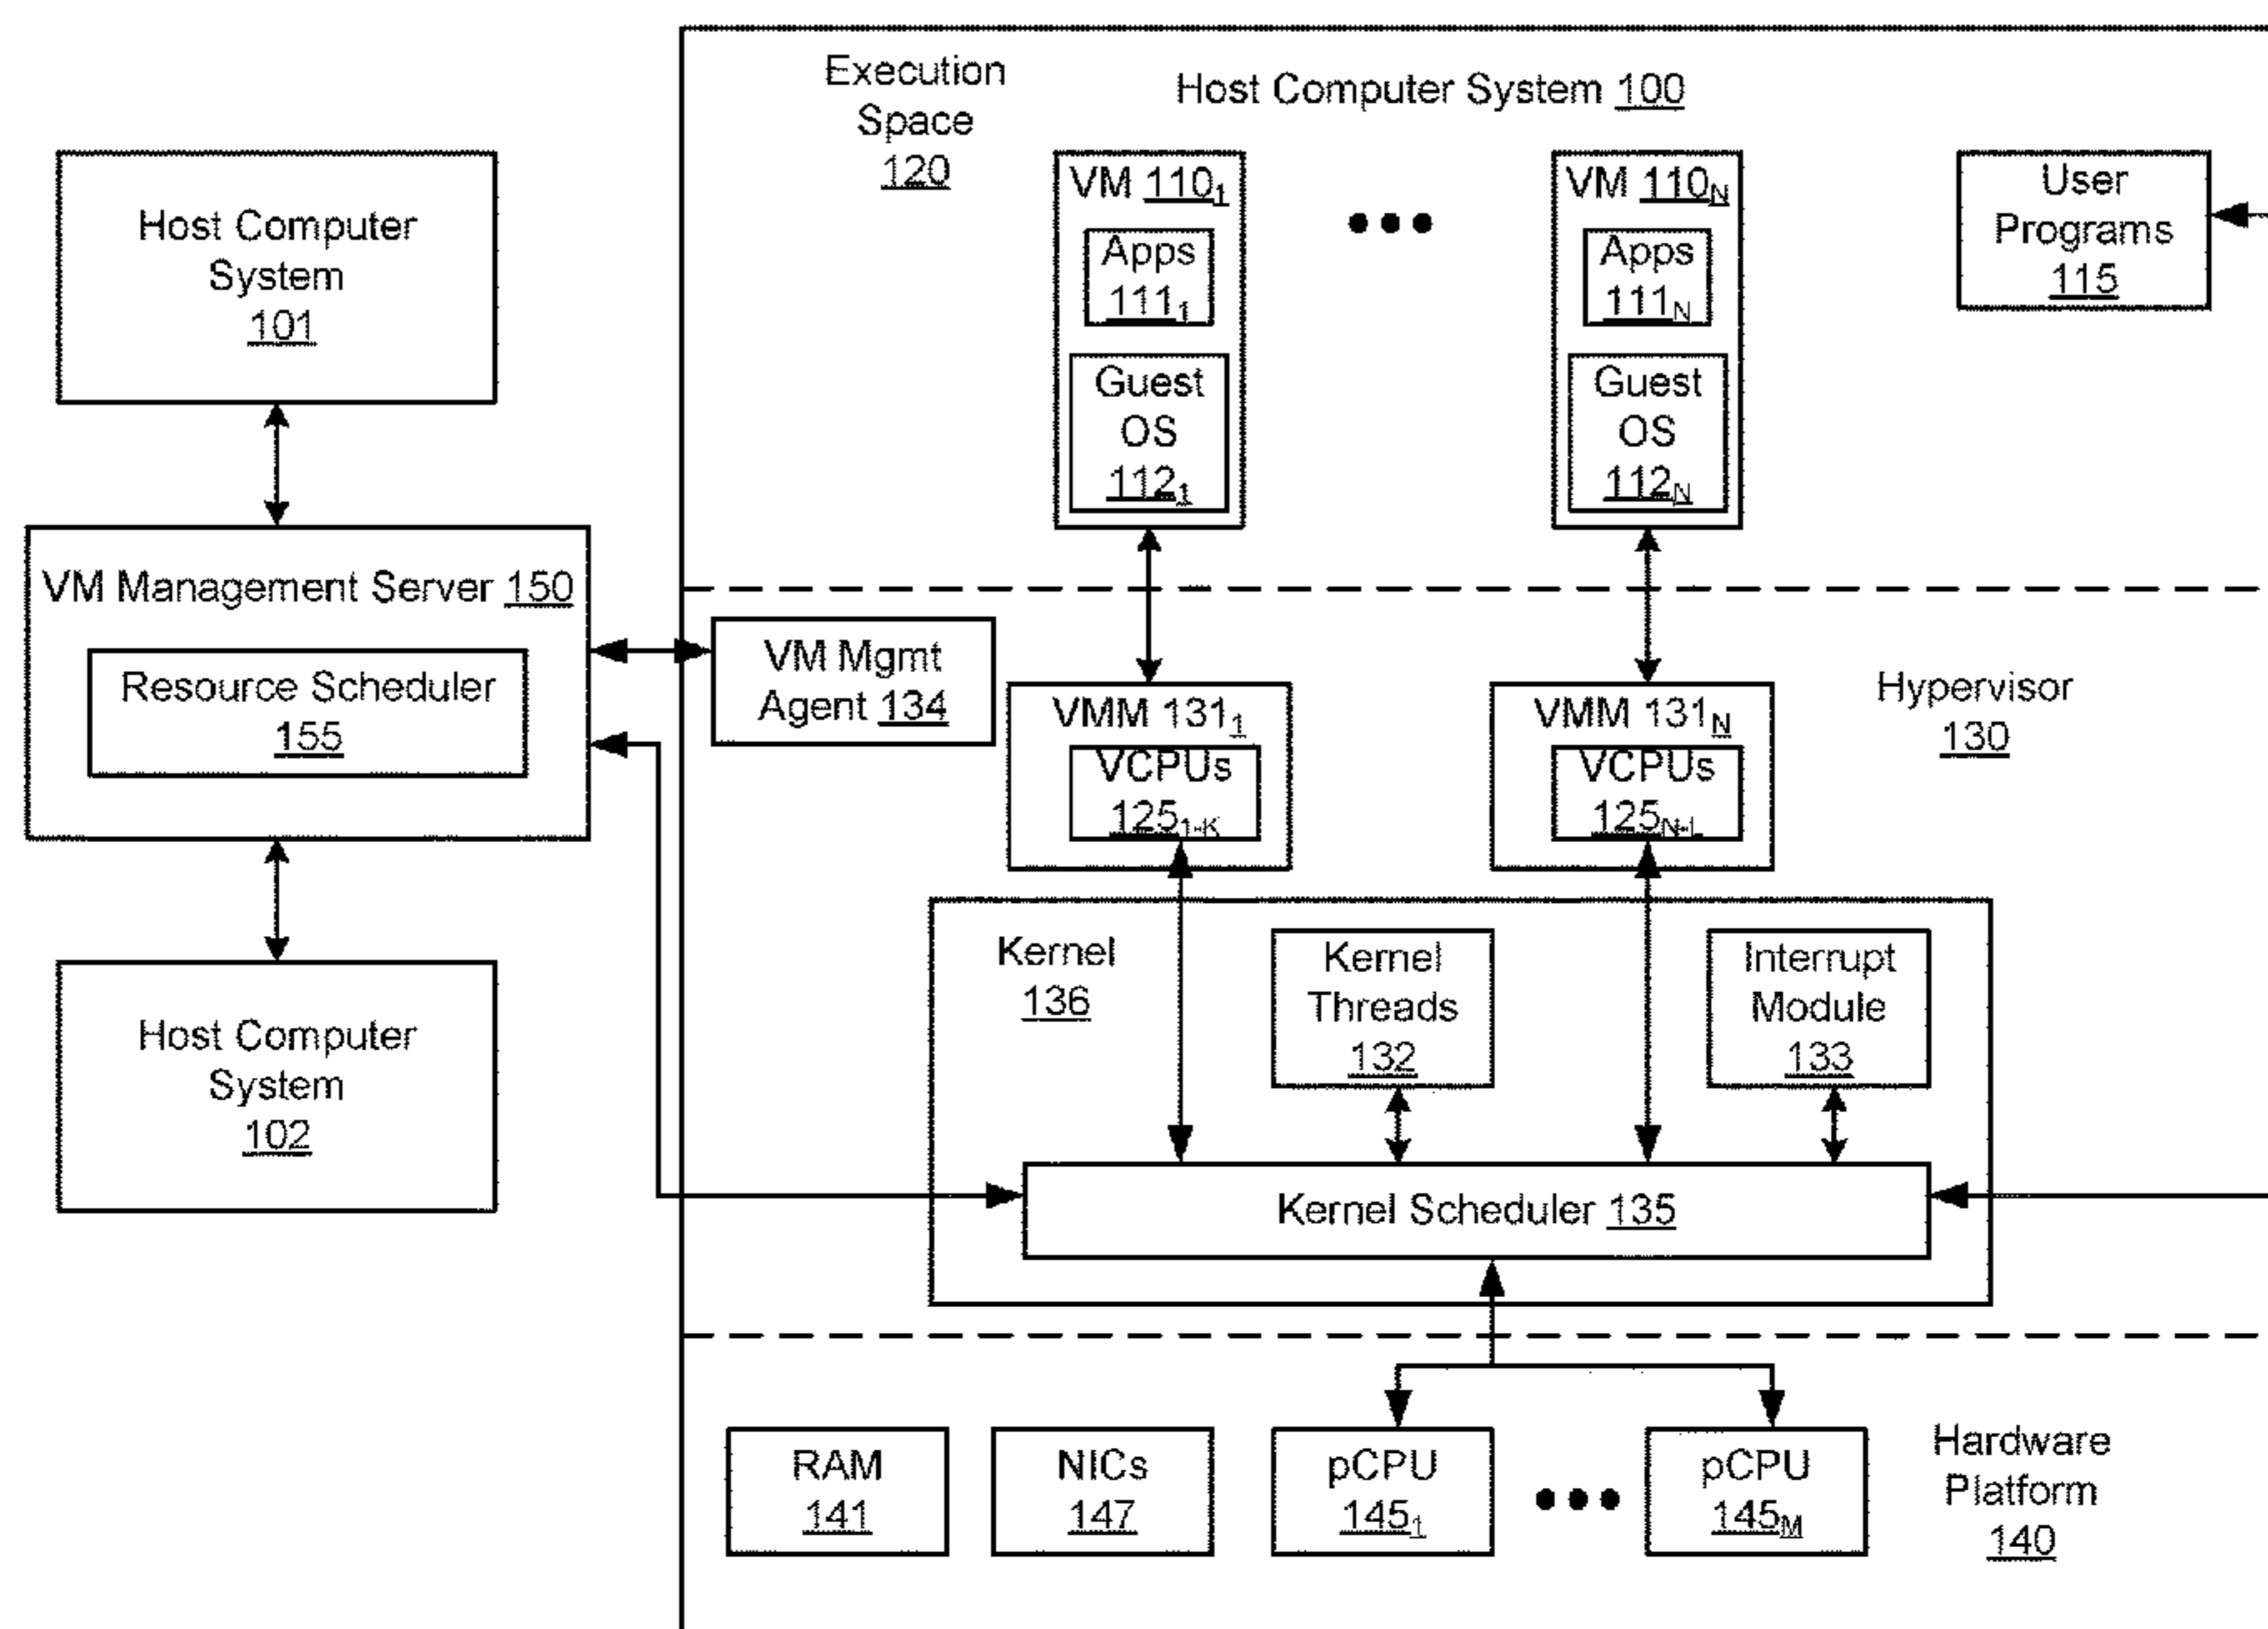 Execution
Space
120
Host Computer System 100
Host Computer
System
101
VM 110₁
Apps
111₁
Guest
OS
112₁
VM 110N
Apps
111N
Guest
OS
112N
User
Programs
115
VM Management Server 150
Resource Scheduler
155
VM Mgmt
Agent 134
VMM 131₁
VCPUs
125₁-K
VMM 131N
VCPUs
125N-L
Hypervisor
130
Host Computer
System
102
Kernel
136
Kernel
Threads
132
Interrupt
Module
133
Kernel Scheduler 135
RAM
141
NICs
147
pCPU
145₁
pCPU
145M
Hardware
Platform
140